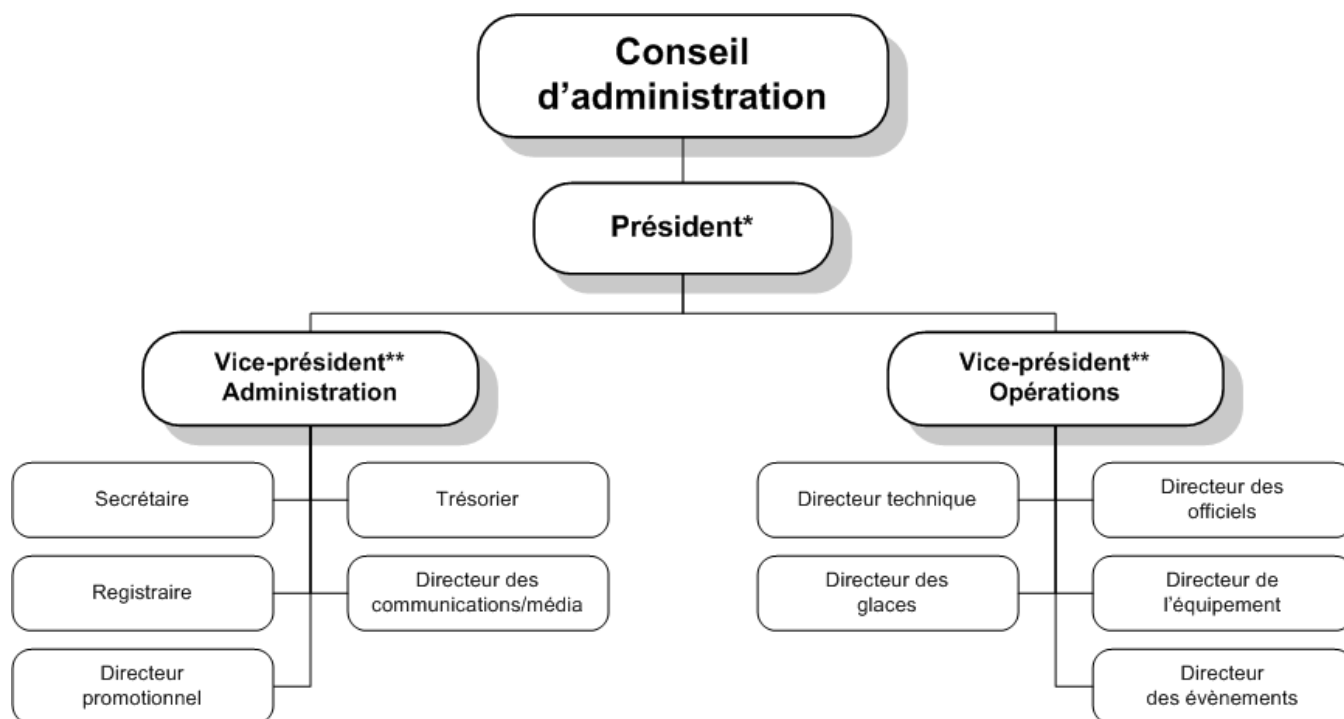 Conseil
d’administration
Président*
Vice-président**
Administration
Vice-président**
Opérations
Secrétaire
Trésorier
Directeur technique
Directeur des
officiels
Registraire
Directeur des
communications/média
Directeur des
glaces
Directeur de
l’équipement
Directeur
promotionnel
Directeur
des évènements